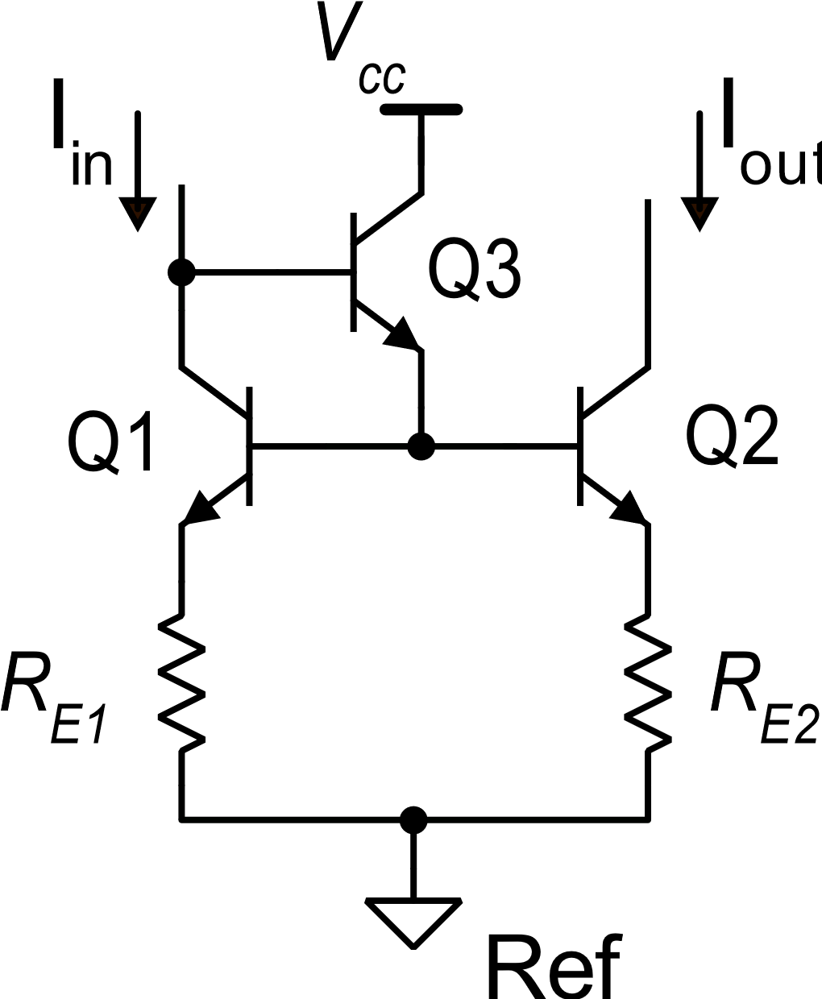 Vcc
Iin
Iout
Q3
Q1
Q2
RE1
RE2
Ref